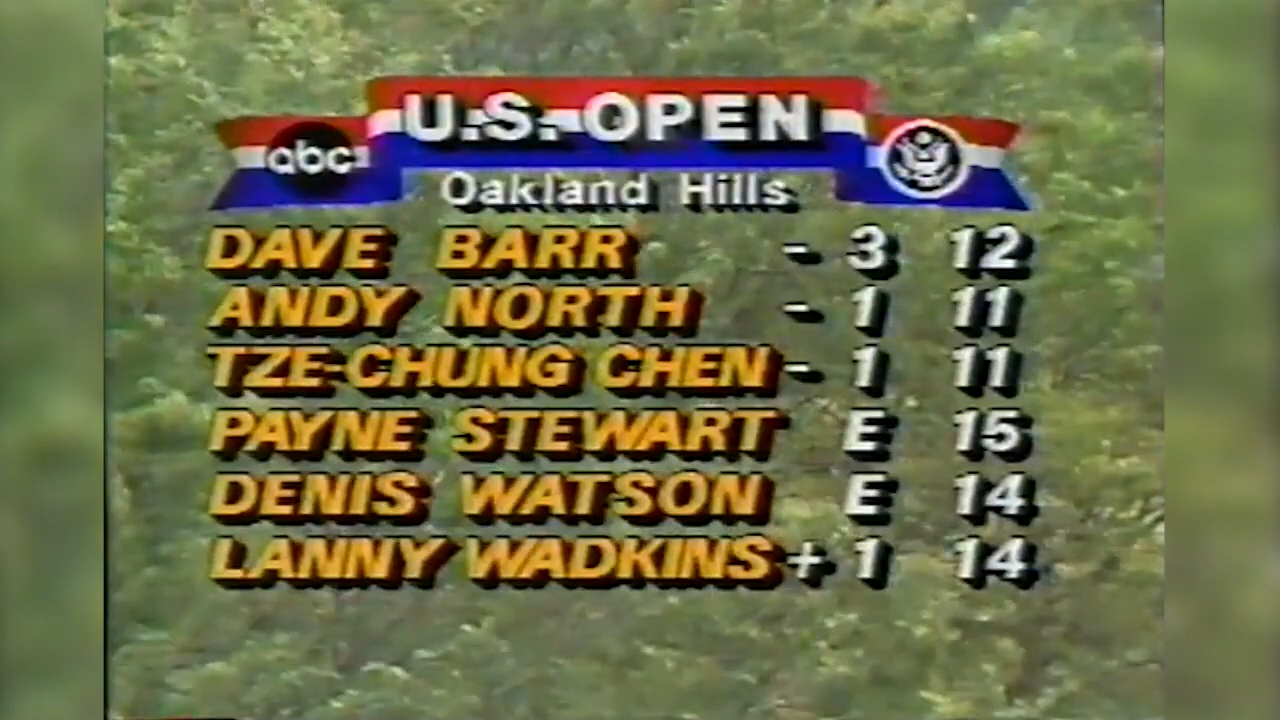 U.S. OPEN
abc
Oakland Hills
DAVE BARR - 3 12
ANDY NORTH - 1 11
TZE-CHUNG CHEN - 1 11
PAYNE STEWART E 15
DENIS WATSON E 14
LANNY WADKINS + 1 14